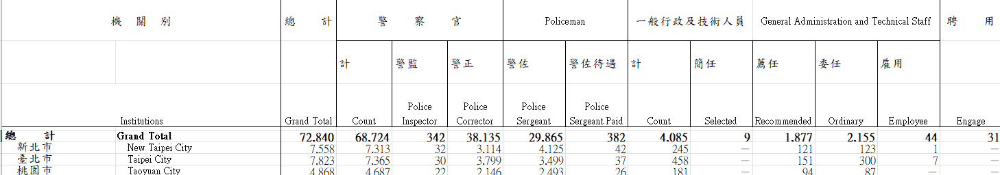 機 關 別 總 計 警 察 官 Policeman 一般行政及技術人員 General Administration and Technical Staff 聘 用
計 警監 警正 警佐 警佐待遇 計 簡任 薦任 委任 雇用
Police Police Police Police
Institutions Grand Total Count Inspector Corrector Sergeant Sergeant Paid Count Selected Recommended Ordinary Employee Engage
總 計 Grand Total 72.840 68.724 342 38.135 29.865 382 4.085 9 1.877 2.155 44 31
新北市 New Taipei City 7.558 7.313 32 3.114 4.125 42 245 — 121 123 1 —
臺北市 Taipei City 7.823 7.365 30 3.799 3.499 37 458 — 151 300 7 —
桃園市 Taoyuan City 4.868 4.687 22 2.146 2.493 26 181 — 94 87 — —